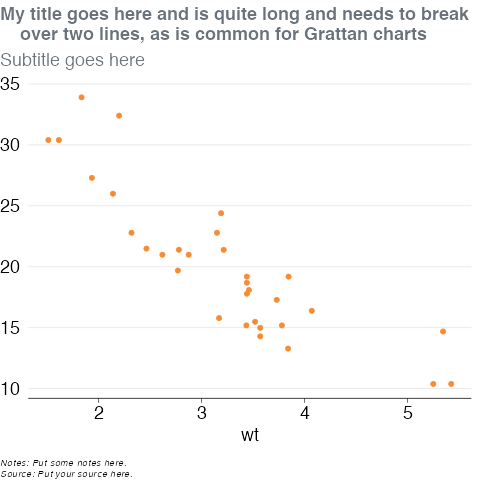 My title goes here and is quite long and needs to break
over two lines, as is common for Grattan charts
Subtitle goes here
35
30
25
20
15
10
2 3 4 5
wt
Notes: Put some notes here.
Source: Put your source here.